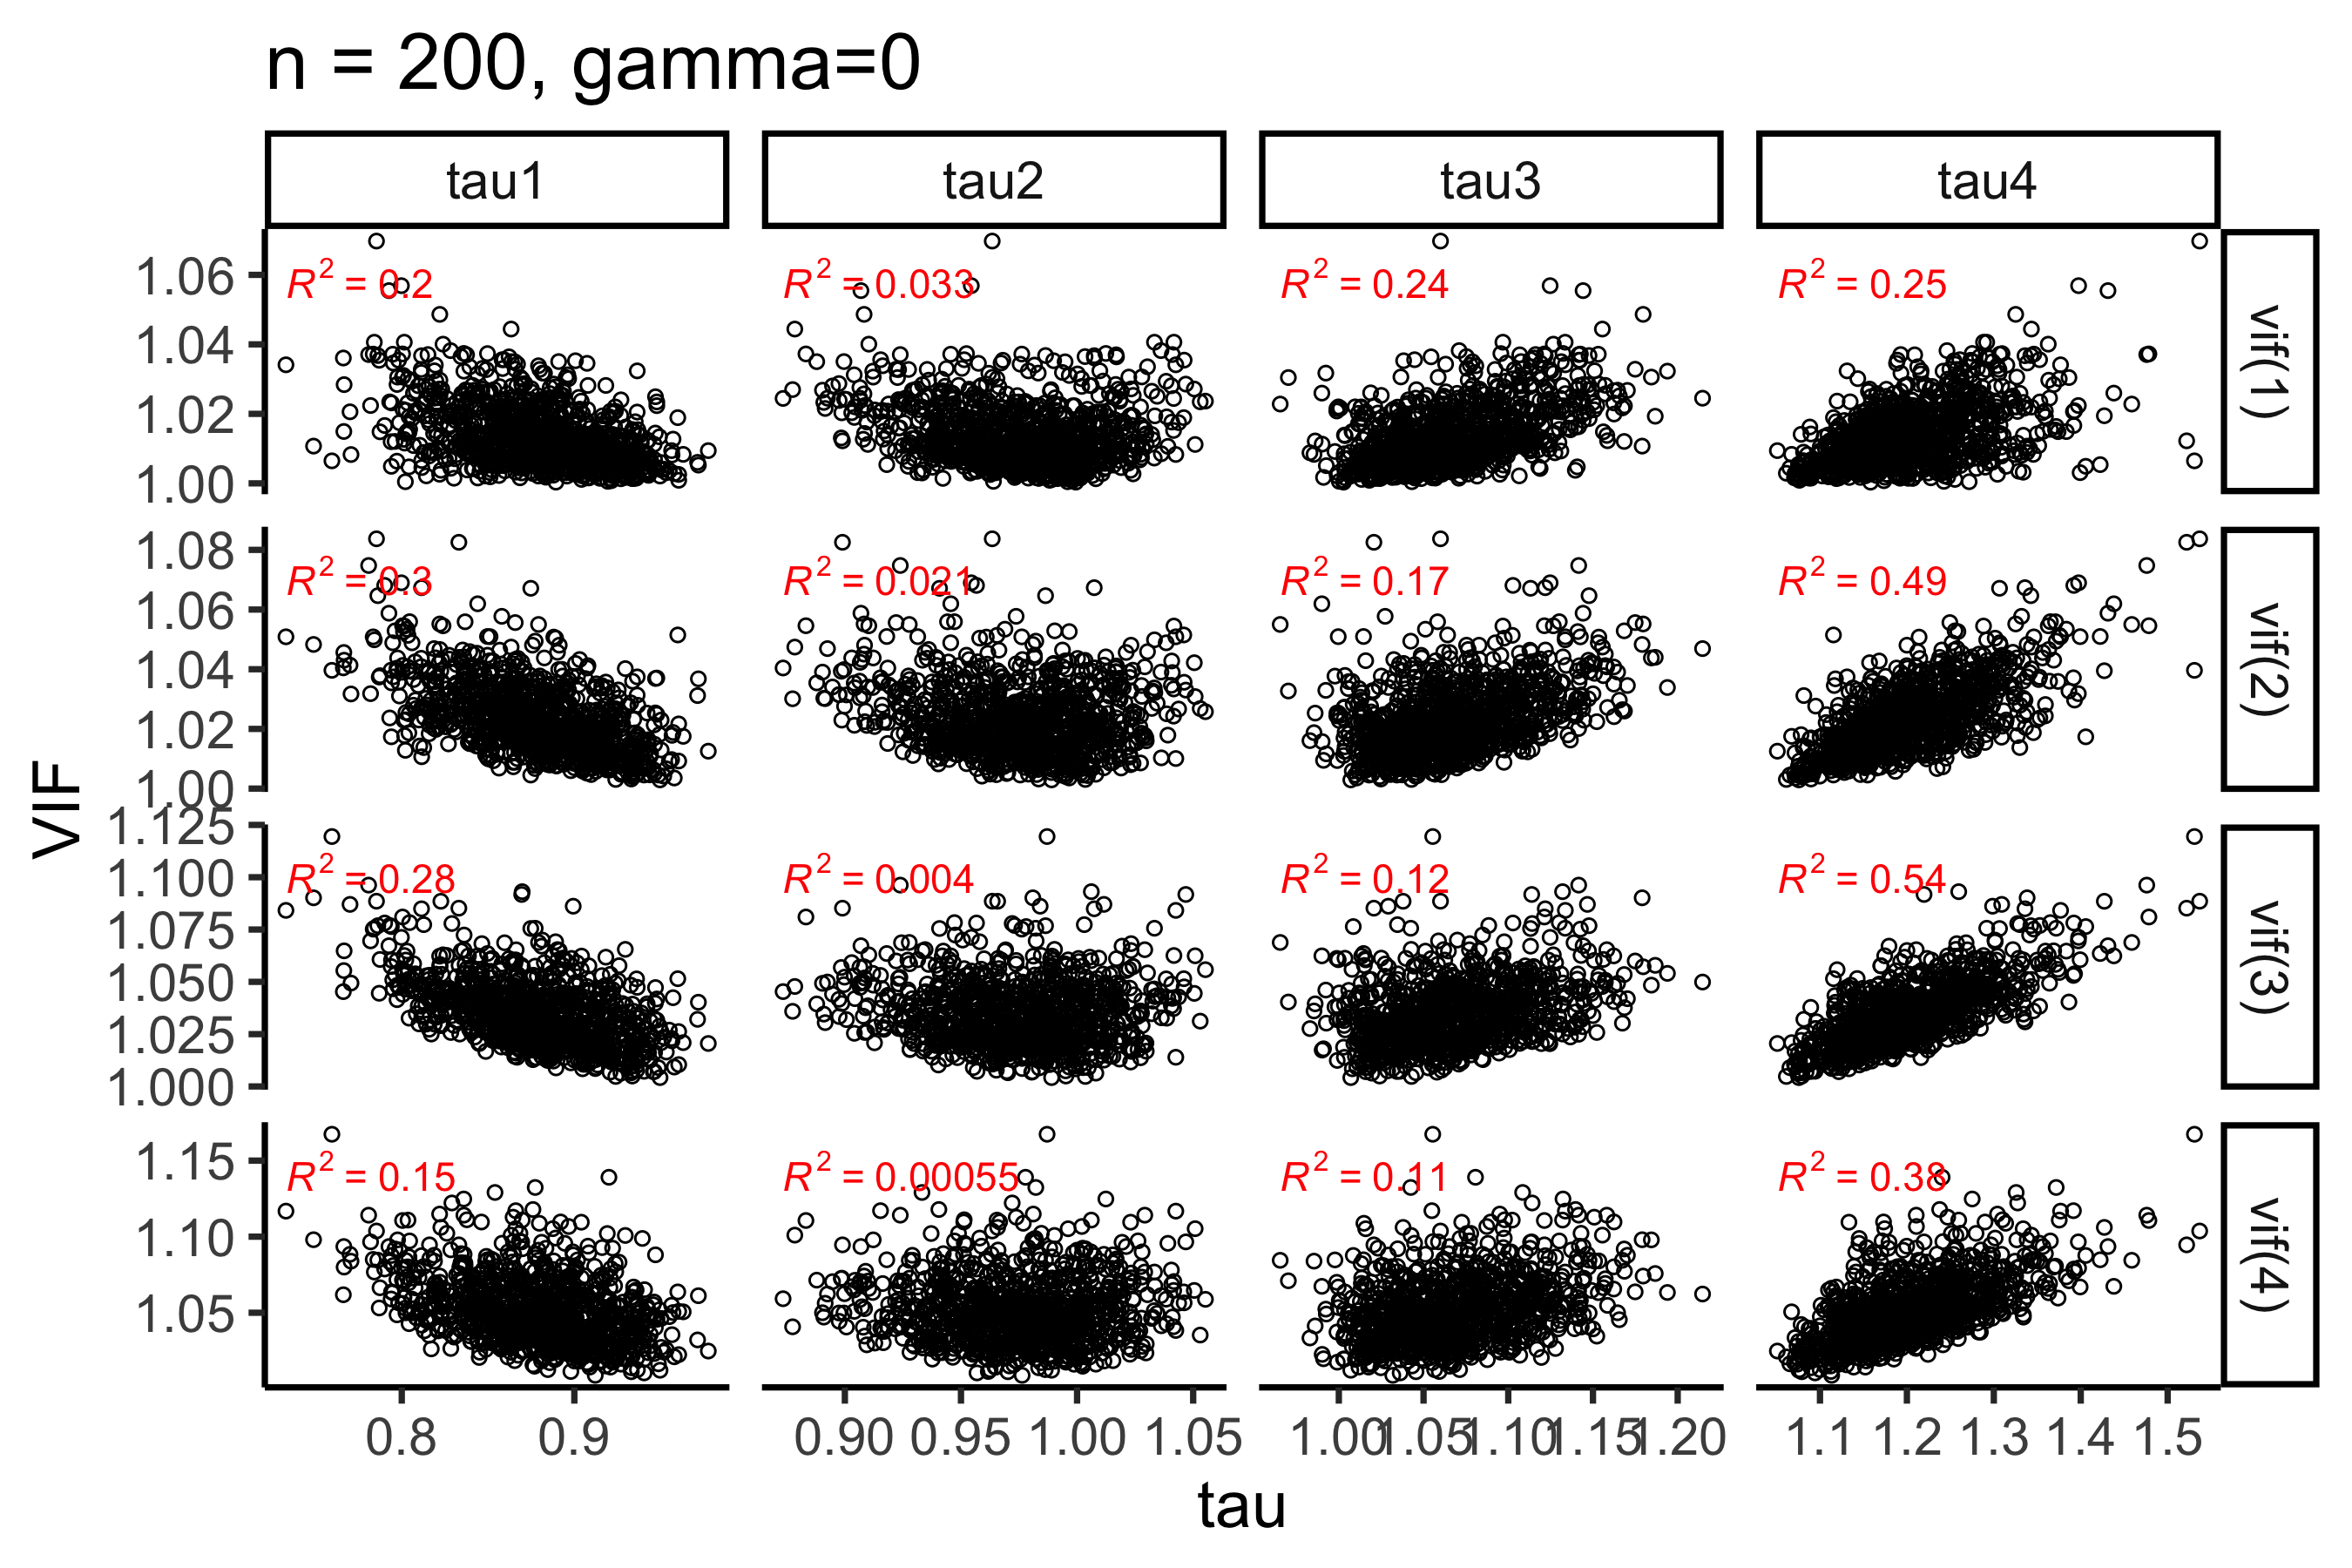 n = 200, gamma=0
tau1 tau2 tau3 tau4
1.06
1.04
1.02
1.00
R² = 0.2 R² = 0.033 R² = 0.24 R² = 0.25
vif(1)
1.08
1.06
1.04
1.02
1.00
R² = 0.3 R² = 0.021 R² = 0.17 R² = 0.49
vif(2)
1.125
1.100
1.075
1.050
1.025
1.000
R² = 0.28 R² = 0.004 R² = 0.12 R² = 0.54
vif(3)
1.15
1.10
1.05
R² = 0.15 R² = 0.00055 R² = 0.11 R² = 0.38
vif(4)
VIF
0.8 0.9 0.90 0.95 1.00 1.05 1.00 1.05 1.10 1.15 1.20 1.1 1.2 1.3 1.4 1.5
tau